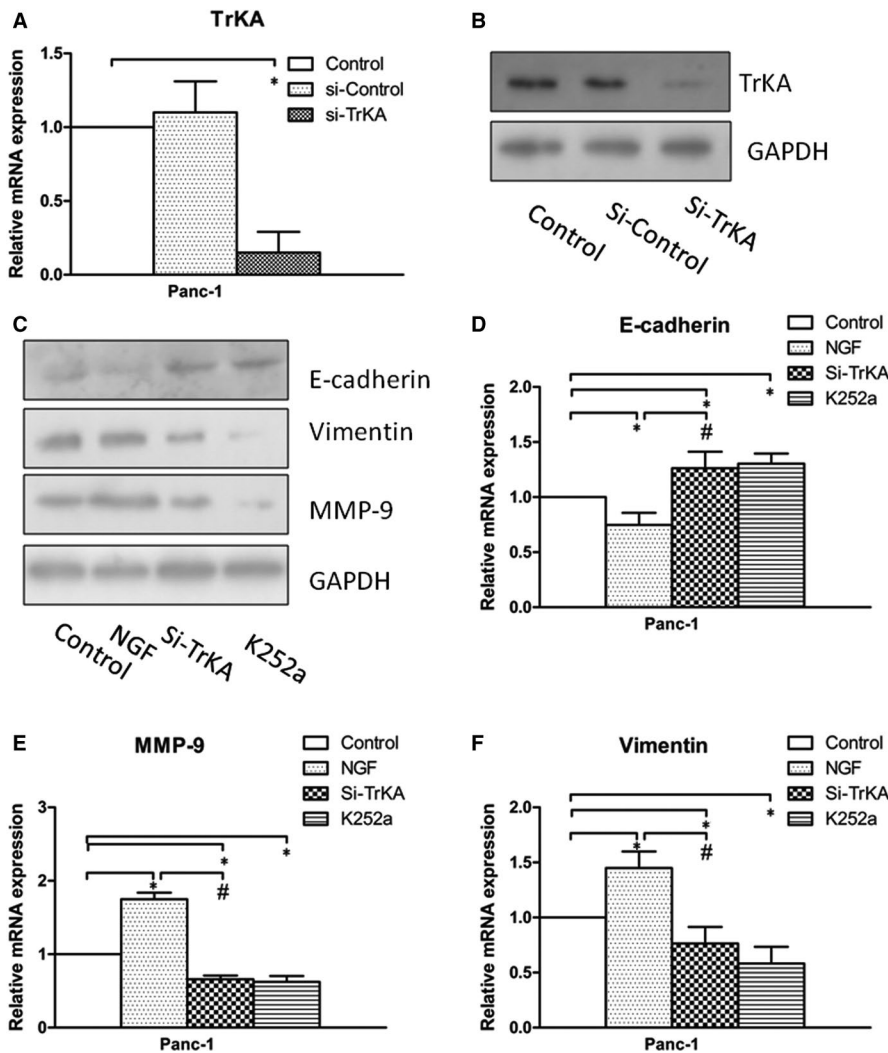 A
TrKA
Relative mRNA expression
1.5
1.0
0.5
0.0
*
Control
si-Control
si-TrKA
Panc-1
B
TrKA
GAPDH
Control
Si-Control
Si-TrKA
C
E-cadherin
Vimentin
MMP-9
GAPDH
Control
NGF
Si-TrKA
K252a
D
E-cadherin
Control
NGF
Si-TrKA
K252a
Relative mRNA expression
2.0
1.5
1.0
0.5
0.0
*
*
*
#
Panc-1
E
MMP-9
Control
NGF
Si-TrKA
K252a
Relative mRNA expression
3
2
1
0
*
*
*
#
Panc-1
F
Vimentin
Control
NGF
Si-TrKA
K252a
Relative mRNA expression
2.0
1.5
1.0
0.5
0.0
*
*
*
#
Panc-1